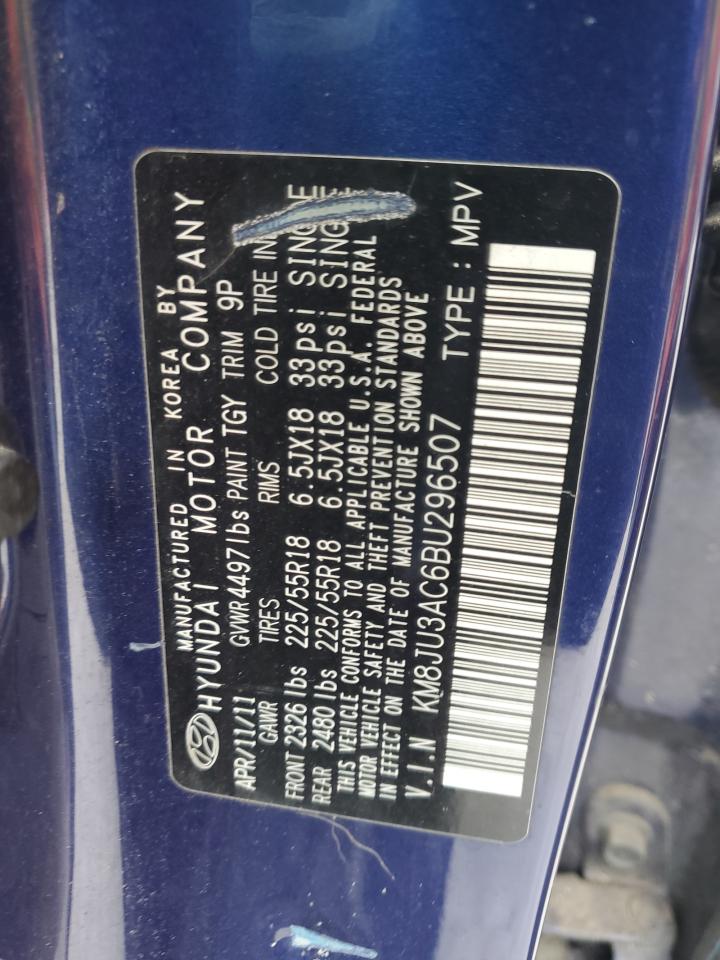 MANUFACTURED IN KOREA BY
HYUNDAI MOTOR COMPANY
APR/11/11 GVWR 4497lbs PAINT TGY TRIM 9P
GAWR TIRES RIMS COLD TIRE
FRONT 2326 lbs 225/55R18 6.5JX18 33psi SINGLE
REAR 2480 lbs 225/55R18 6.5JX18 33psi
THIS VEHICLE CONFORMS TO ALL APPLICABLE U.S.A. FEDERAL
MOTOR VEHICLE SAFETY AND THEFT PREVENTION STANDARDS
IN EFFECT ON THE DATE OF MANUFACTURE SHOWN ABOVE
V.I.N KM8JU3AC6BU296507 TYPE : MPV